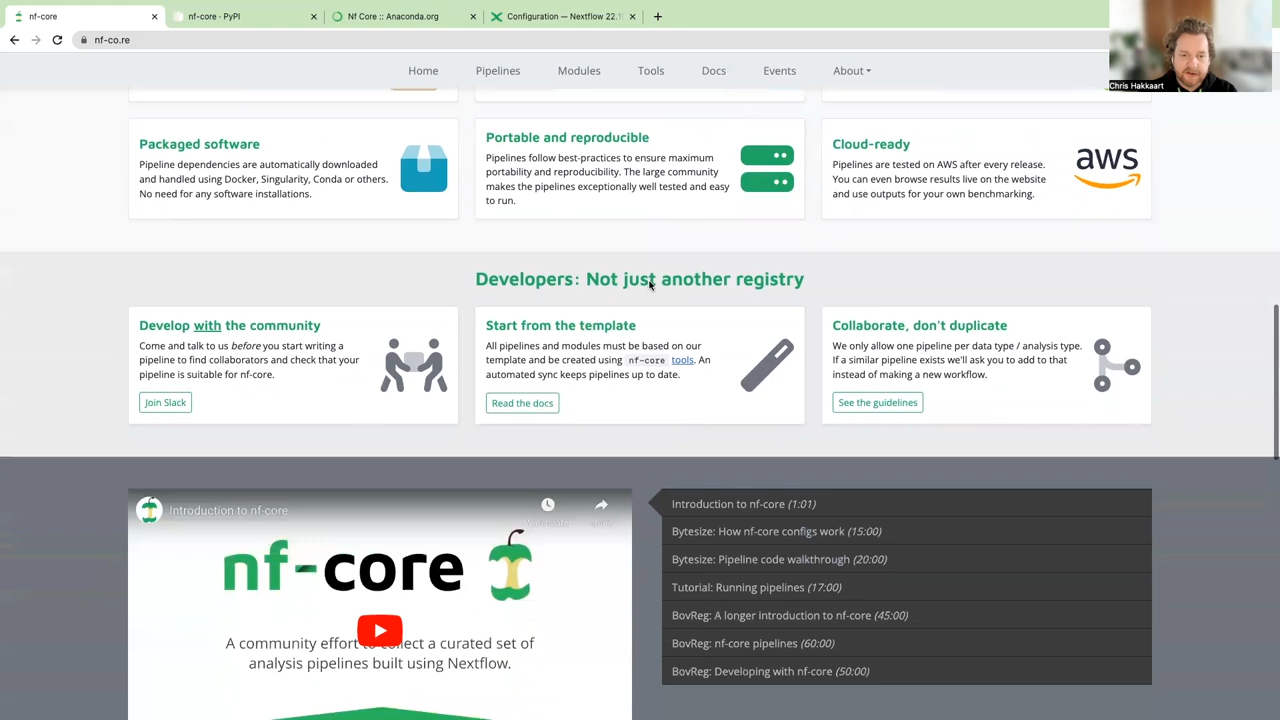 nf-core
nf-core · PyPI
Nf Core :: Anaconda.org
Configuration — Nextflow 22.1
nf-co.re
Home
Pipelines
Modules
Tools
Docs
Events
About
Chris Hakkaart
Packaged software
Pipeline dependencies are automatically downloaded
and handled using Docker, Singularity, Conda or others.
No need for any software installations.
Portable and reproducible
Pipelines follow best-practices to ensure maximum
portability and reproducibility. The large community
makes the pipelines exceptionally well tested and easy
to run.
Cloud-ready
Pipelines are tested on AWS after every release.
You can even browse results live on the website
and use outputs for your own benchmarking.
aws
Developers: Not just another registry
Develop with the community
Come and talk to us before you start writing a
pipeline to find collaborators and check that your
pipeline is suitable for nf-core.
Join Slack
Start from the template
All pipelines and modules must be based on our
template and be created using nf-core tools. An
automated sync keeps pipelines up to date.
Read the docs
Collaborate, don't duplicate
We only allow one pipeline per data type / analysis type.
If a similar pipeline exists we'll ask you to add to that
instead of making a new workflow.
See the guidelines
Introduction to nf-core
nf-core
A community effort to collect a curated set of
analysis pipelines built using Nextflow.
Introduction to nf-core (1:01)
Bytesize: How nf-core configs work (15:00)
Bytesize: Pipeline code walkthrough (20:00)
Tutorial: Running pipelines (17:00)
BovReg: A longer introduction to nf-core (45:00)
BovReg: nf-core pipelines (60:00)
BovReg: Developing with nf-core (50:00)